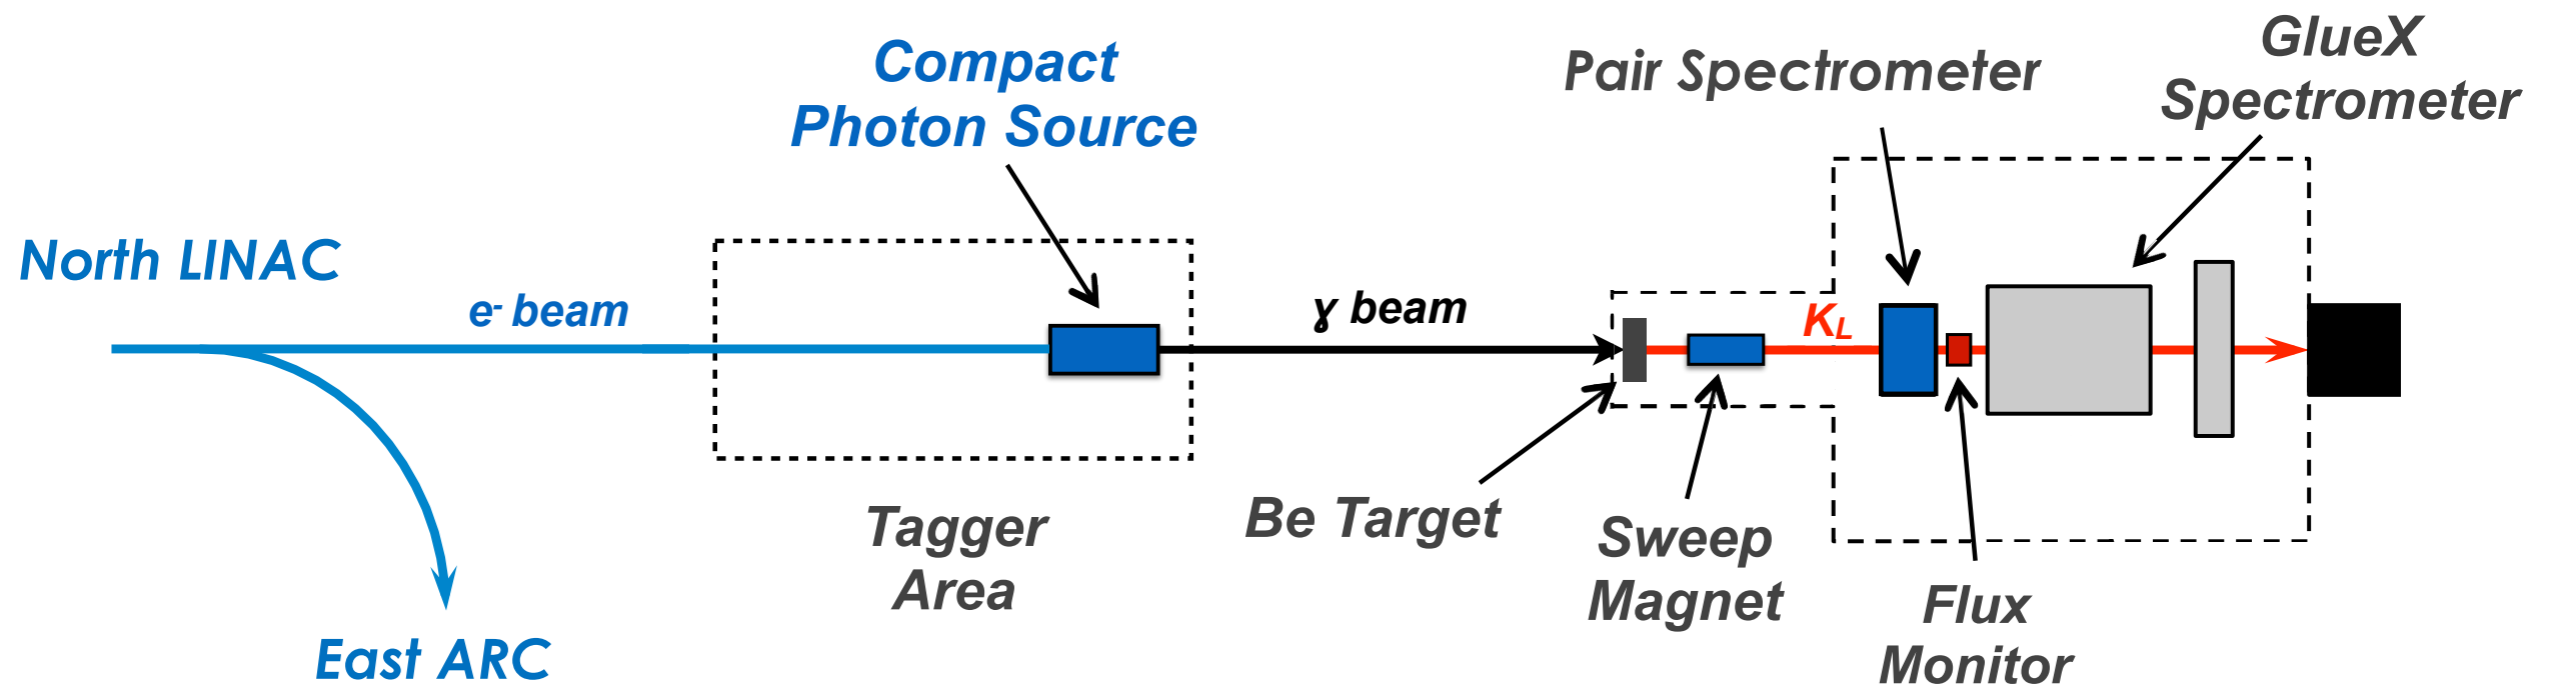 Compact
Photon Source
Pair Spectrometer
GlueX
Spectrometer
North LINAC
e- beam
ɣ beam
KL
Tagger
Area
Be Target
Sweep
Magnet
Flux
Monitor
East ARC